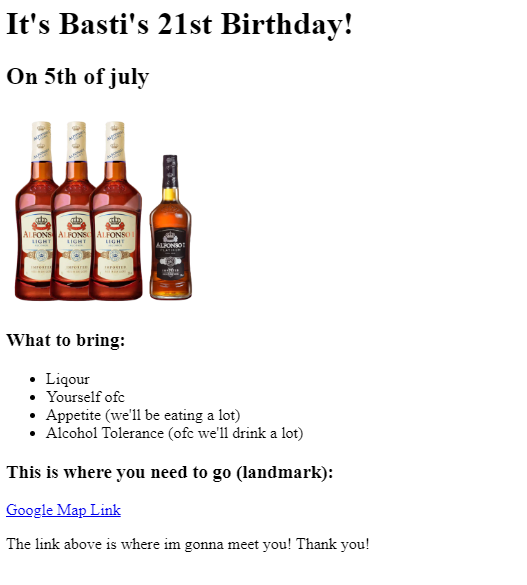 It's Basti's 21st Birthday!
On 5th of july
ALFONSO
LIGHT
ALFONSO
LIGHT
ALFONSO I
LIGHT
ALFONSO I
PLATINUM
What to bring:
Liqour
Yourself ofc
Appetite (we'll be eating a lot)
Alcohol Tolerance (ofc we'll drink a lot)
This is where you need to go (landmark):
Google Map Link
The link above is where im gonna meet you! Thank you!